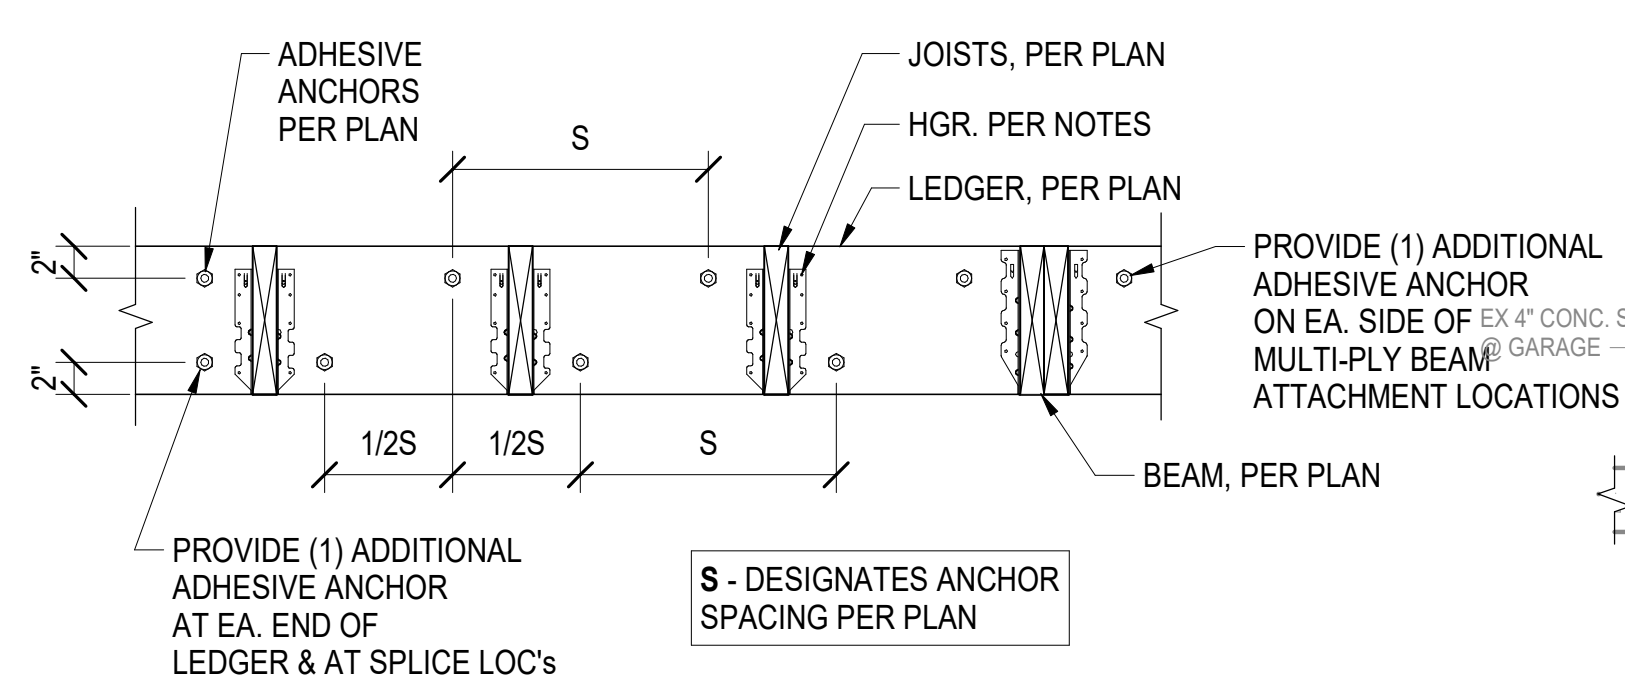 ADHESIVE
ANCHORS
PER PLAN
S
JOISTS, PER PLAN
HGR. PER NOTES
LEDGER, PER PLAN
2"
2"
PROVIDE (1) ADDITIONAL
ADHESIVE ANCHOR
ON EA. SIDE OF
MULTI-PLY BEAM
ATTACHMENT LOCATIONS
EX 4" CONC. S
@ GARAGE
1/2S
1/2S
S
BEAM, PER PLAN
PROVIDE (1) ADDITIONAL
ADHESIVE ANCHOR
AT EA. END OF
LEDGER & AT SPLICE LOC's
S - DESIGNATES ANCHOR
SPACING PER PLAN